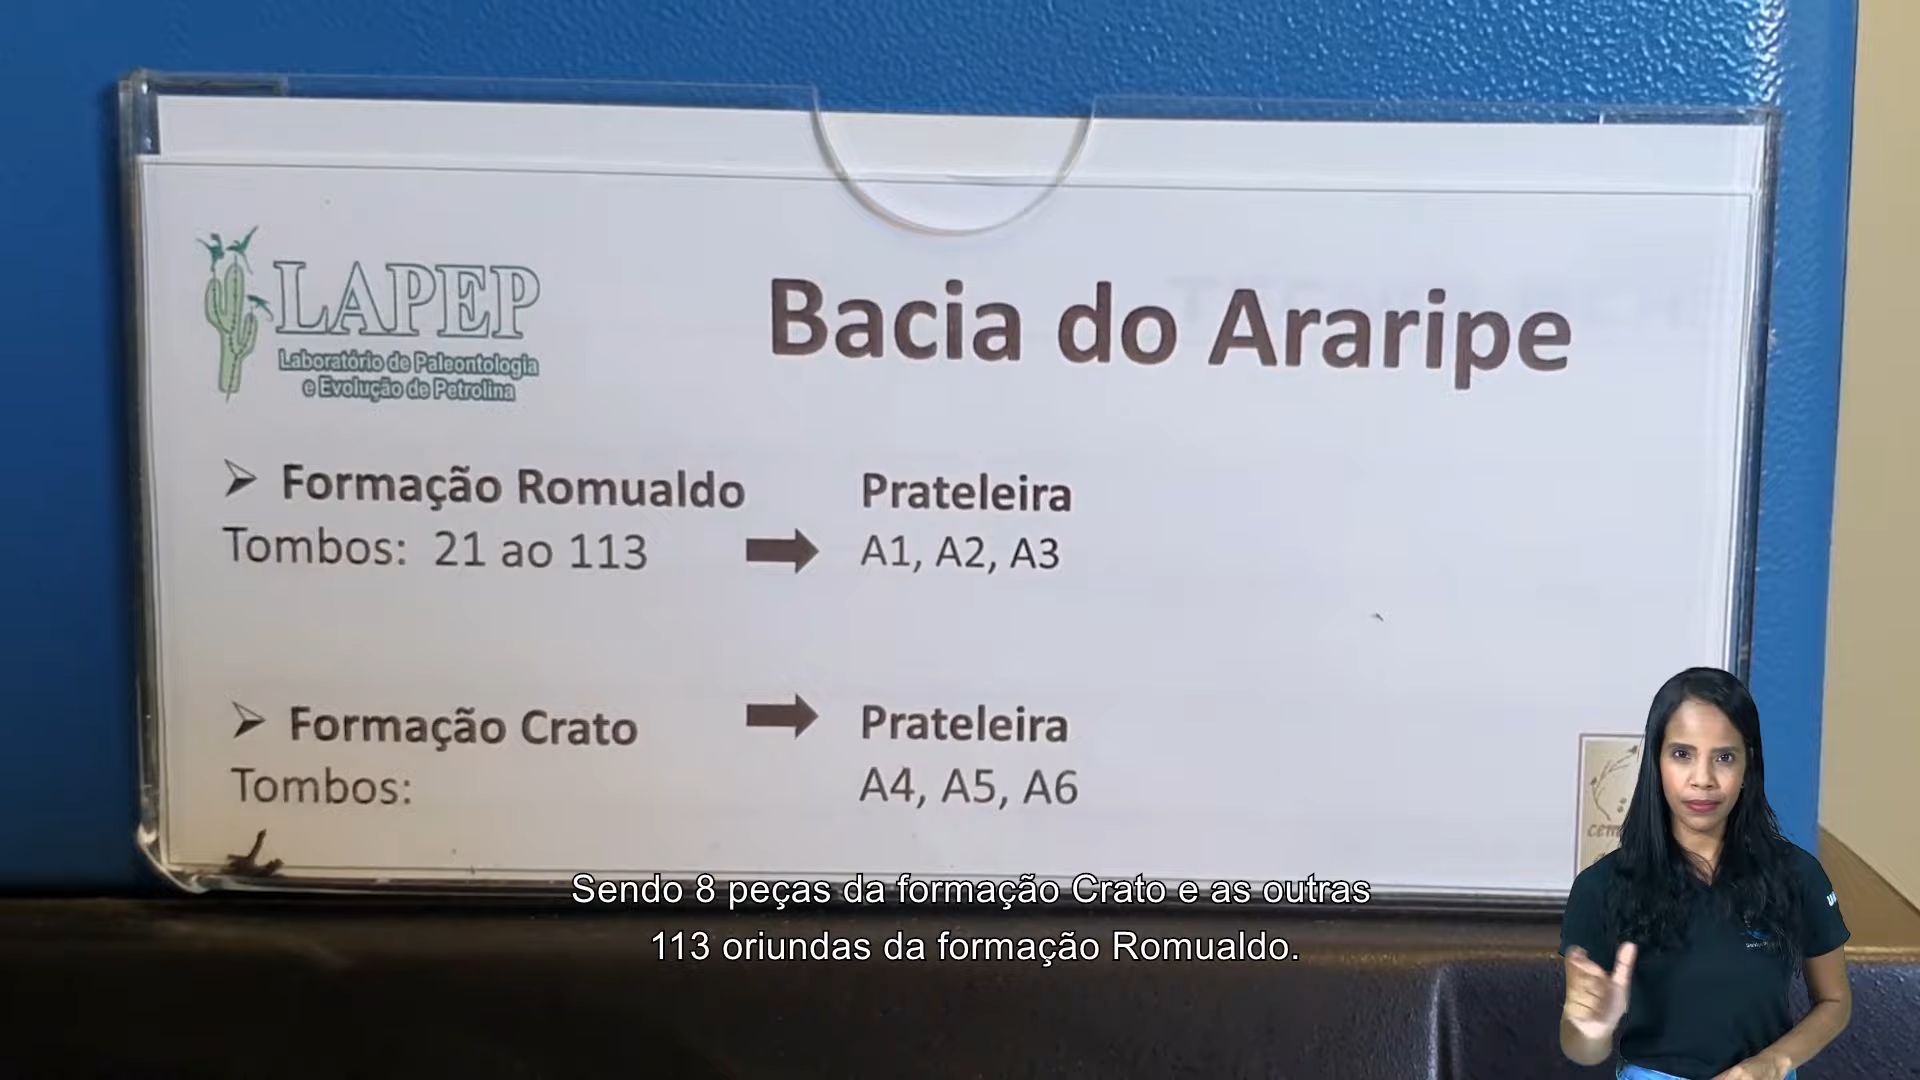 LAPEP
Laboratório de Paleontologia
e Evolução de Petrolina
Bacia do Araripe
➢ Formação Romualdo
Prateleira
Tombos: 21 ao 113
A1, A2, A3
➢ Formação Crato
Prateleira
Tombos:
A4, A5, A6
Sendo 8 peças da formação Crato e as outras
113 oriundas da formação Romualdo.